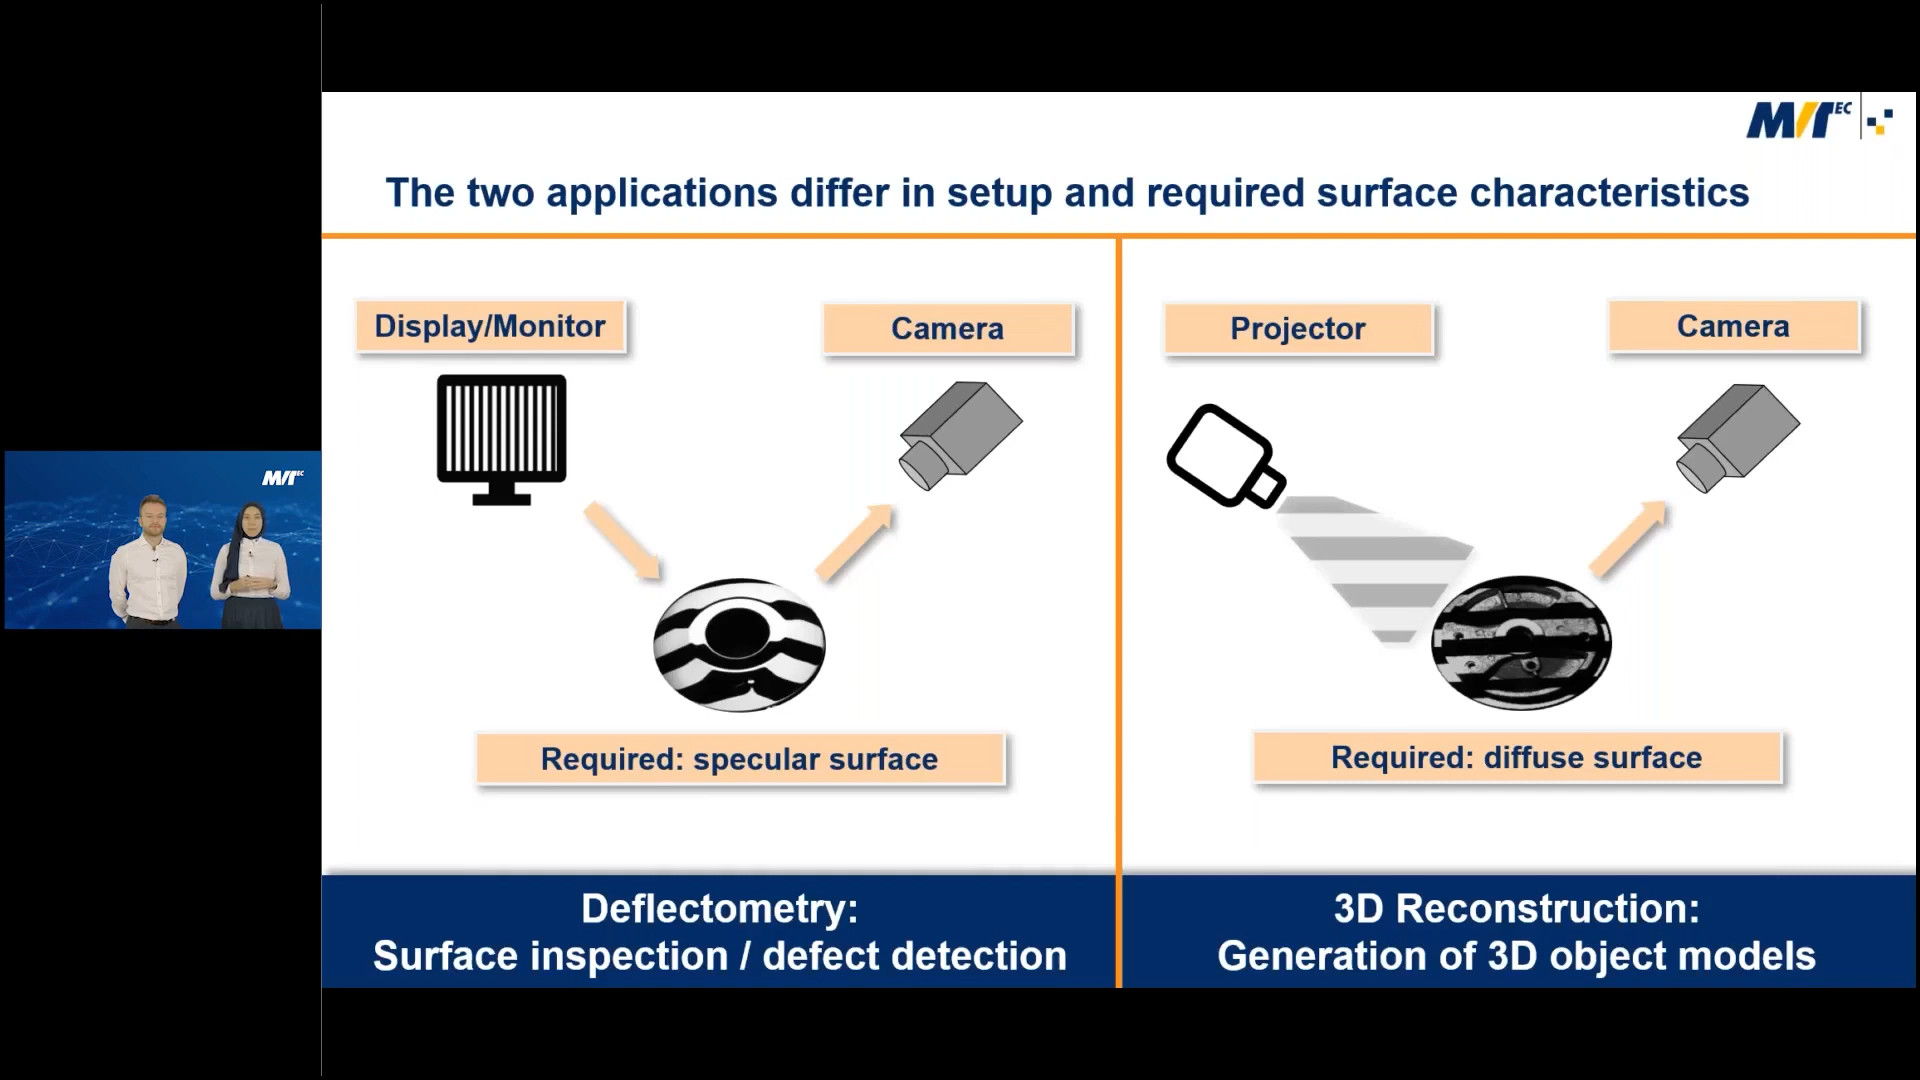 MVTEC
The two applications differ in setup and required surface characteristics
Display/Monitor
Camera
Required: specular surface
Deflectometry:
Surface inspection / defect detection
Projector
Camera
Required: diffuse surface
3D Reconstruction:
Generation of 3D object models
MVTEC